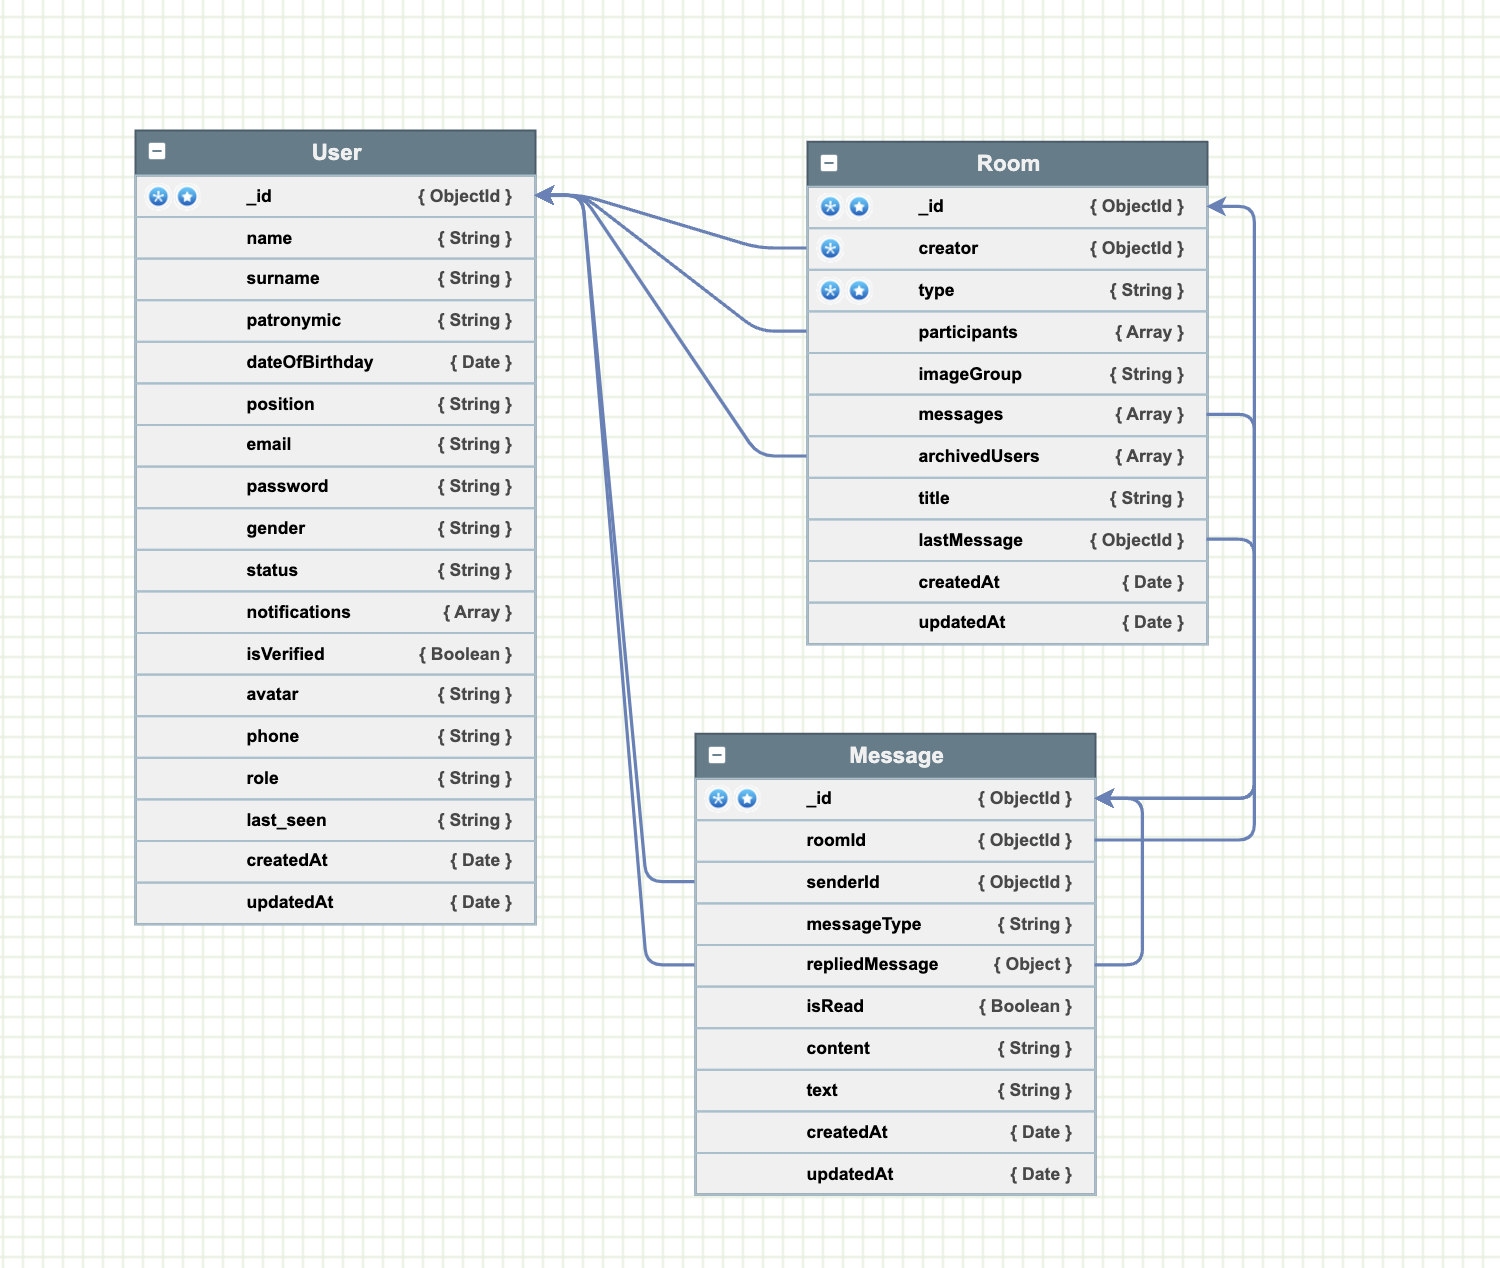 User
_id { ObjectId }
name { String }
surname { String }
patronymic { String }
dateOfBirthday { Date }
position { String }
email { String }
password { String }
gender { String }
status { String }
notifications { Array }
isVerified { Boolean }
avatar { String }
phone { String }
role { String }
last_seen { String }
createdAt { Date }
updatedAt { Date }
Room
_id { ObjectId }
creator { ObjectId }
type { String }
participants { Array }
imageGroup { String }
messages { Array }
archivedUsers { Array }
title { String }
lastMessage { ObjectId }
createdAt { Date }
updatedAt { Date }
Message
_id { ObjectId }
roomId { ObjectId }
senderId { ObjectId }
messageType { String }
repliedMessage { Object }
isRead { Boolean }
content { String }
text { String }
createdAt { Date }
updatedAt { Date }